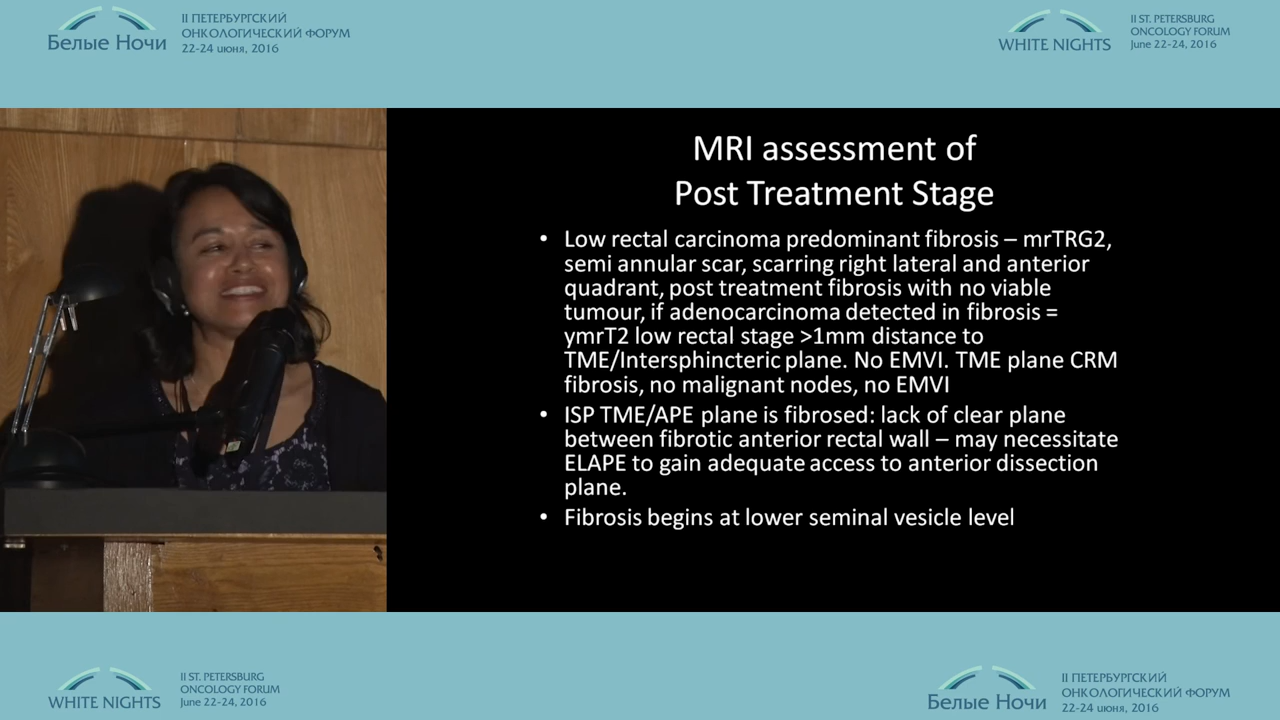 Белые Ночи
II ПЕТЕРБУРГСКИЙ
ОНКОЛОГИЧЕСКИЙ ФОРУМ
22-24 июня, 2016
WHITE NIGHTS
II ST. PETERSBURG
ONCOLOGY FORUM
June 22-24, 2016
MRI assessment of
Post Treatment Stage
• Low rectal carcinoma predominant fibrosis – mrTRG2,
semi annular scar, scarring right lateral and anterior
quadrant, post treatment fibrosis with no viable
tumour, if adenocarcinoma detected in fibrosis =
ymrT2 low rectal stage >1mm distance to
TME/Intersphincteric plane. No EMVI. TME plane CRM
fibrosis, no malignant nodes, no EMVI
• ISP TME/APE plane is fibrosed: lack of clear plane
between fibrotic anterior rectal wall – may necessitate
ELAPE to gain adequate access to anterior dissection
plane.
• Fibrosis begins at lower seminal vesicle level
WHITE NIGHTS
II ST. PETERSBURG
ONCOLOGY FORUM
June 22-24, 2016
Белые Ночи
II ПЕТЕРБУРГСКИЙ
ОНКОЛОГИЧЕСКИЙ ФОРУМ
22-24 июня, 2016